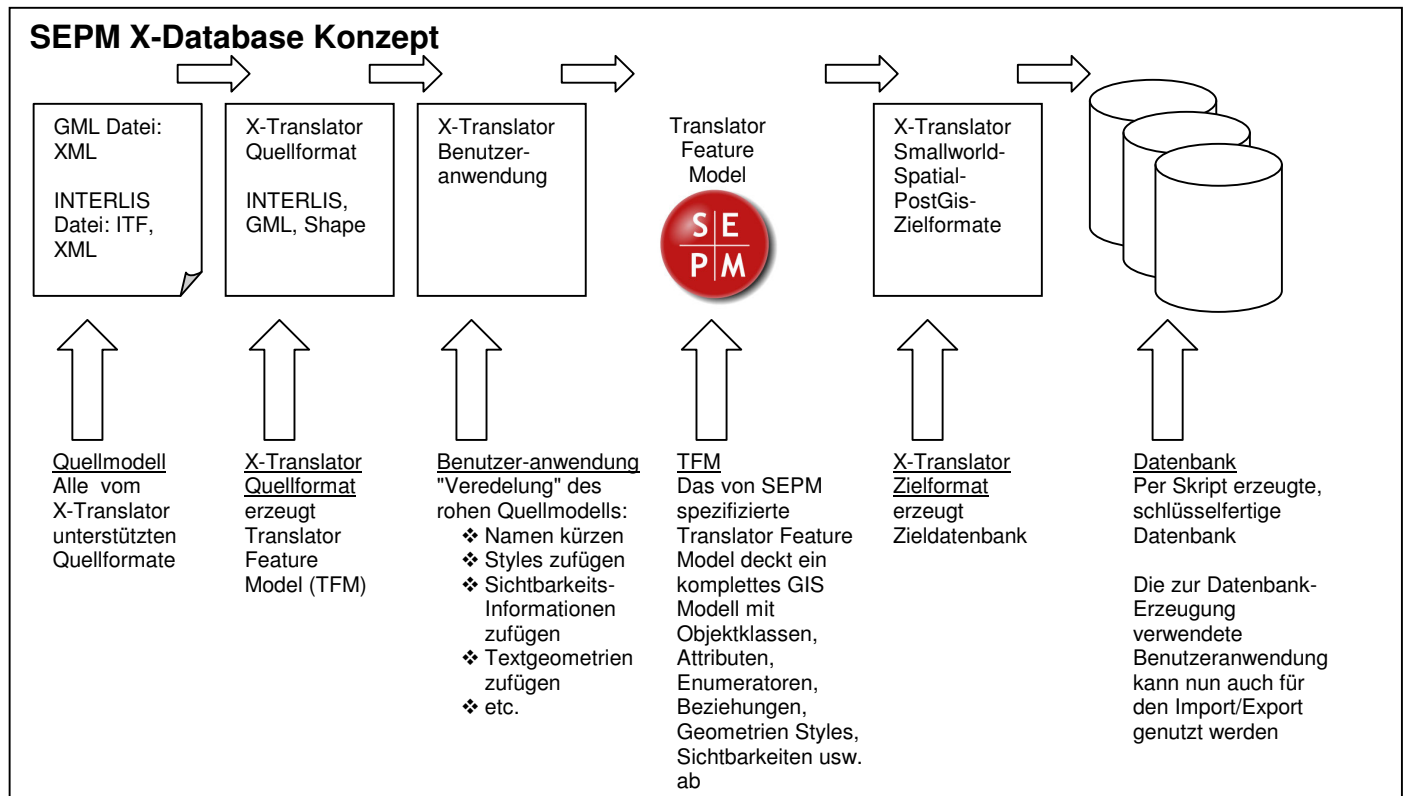 SEPM X-Database Konzept
GML Datei:
XML
INTERLIS
Datei: ITF,
XML
X-Translator
Quellformat
INTERLIS,
GML, Shape
X-Translator
Benutzer-
anwendung
Translator
Feature
Model
S E
P M
X-Translator
Smallworld-
Spatial-
PostGis-
Zielformate
Quellmodell
Alle vom
X-Translator
unterstützten
Quellformate
X-Translator
Quellformat
erzeugt
Translator
Feature
Model (TFM)
Benutzer-anwendung
"Veredelung" des
rohen Quellmodells:
❖ Namen kürzen
❖ Styles zufügen
❖ Sichtbarkeits-
Informationen
zufügen
❖ Textgeometrien
zufügen
❖ etc.
TFM
Das von SEPM
spezifizierte
Translator Feature
Model deckt ein
komplettes GIS
Modell mit
Objektklassen,
Attributen,
Enumeratoren,
Beziehungen,
Geometrien Styles,
Sichtbarkeiten usw.
ab
X-Translator
Zielformat
erzeugt
Zieldatenbank
Datenbank
Per Skript erzeugte,
schlüsselfertige
Datenbank
Die zur Datenbank-
Erzeugung
verwendete
Benutzeranwendung
kann nun auch für
den Import/Export
genutzt werden